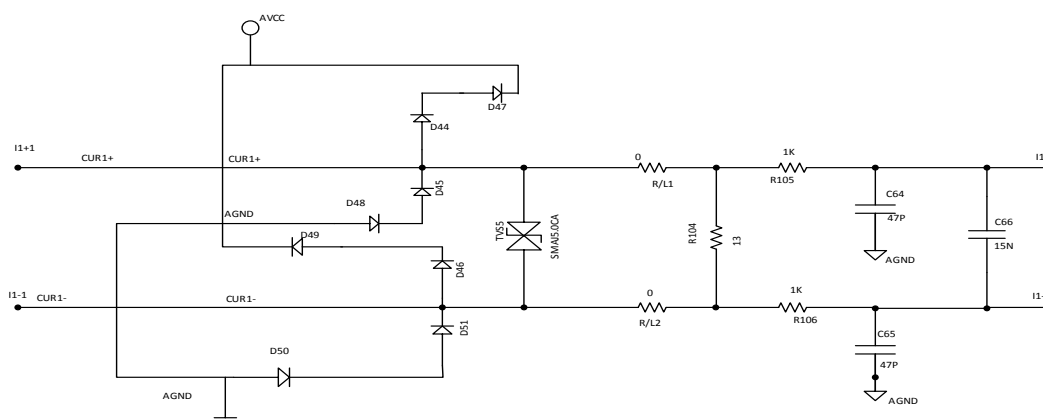 AVCC
D47
D44
I1+1
CUR1+
CUR1+
0
R/L1
1K
R105
I1
D45
D48
AGND
D49
TVS5
SMAJ5.0CA
R104
13
C64
47P
AGND
C66
15N
D46
I1-1
CUR1-
CUR1-
0
R/L2
1K
R106
I1-
D51
D50
C65
47P
AGND
AGND